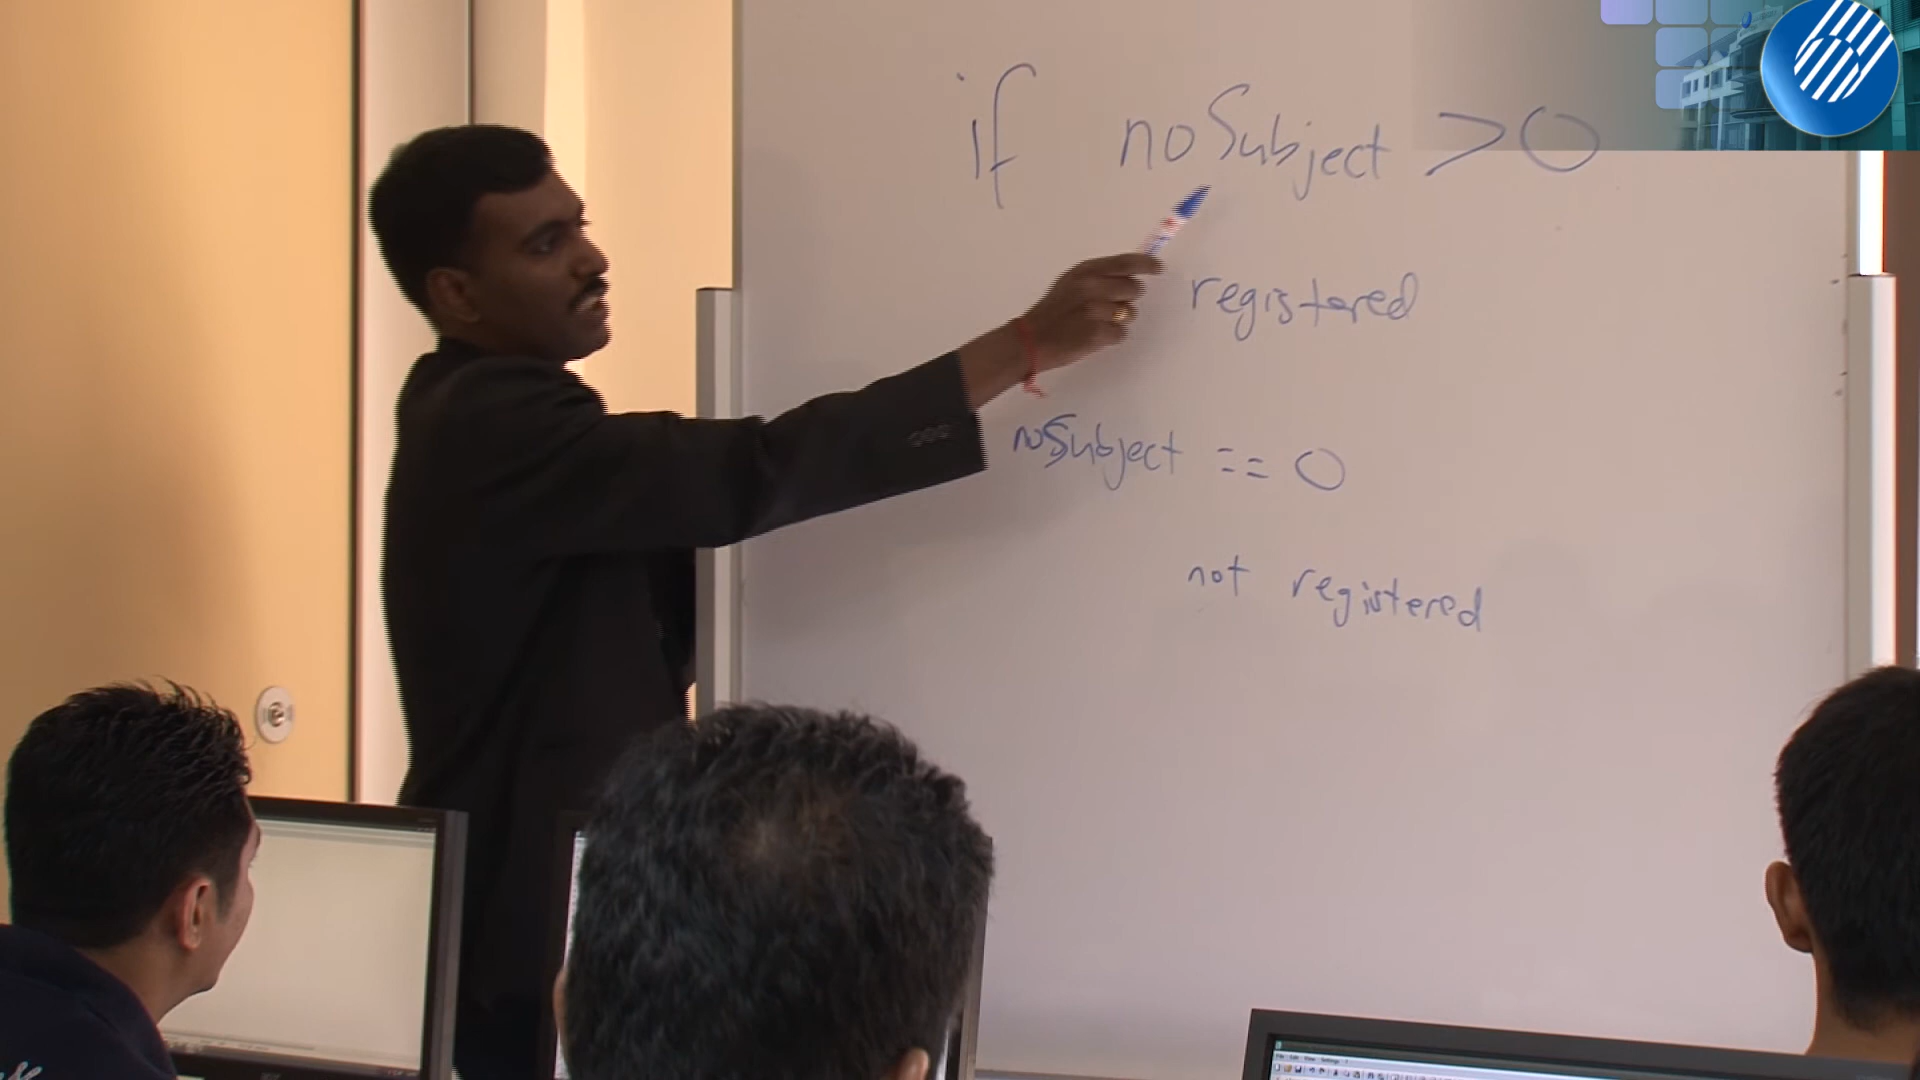 if noSubject >0
registered
noSubject == 0
not registered